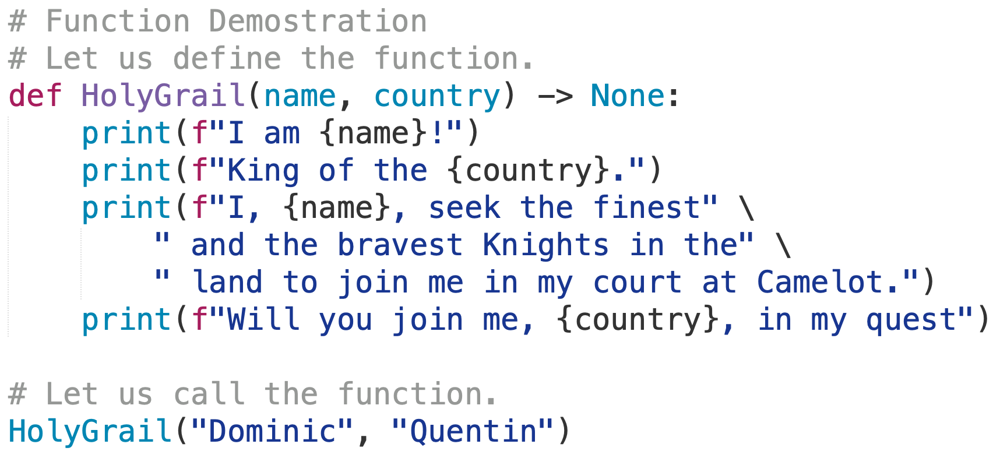 # Function Demostration
# Let us define the function.
def HolyGrail(name, country) -> None:
    print(f"I am {name}!")
    print(f"King of the {country}.")
    print(f"I, {name}, seek the finest" \
        " and the bravest Knights in the" \
        " land to join me in my court at Camelot.")
    print(f"Will you join me, {country}, in my quest")

# Let us call the function.
HolyGrail("Dominic", "Quentin")